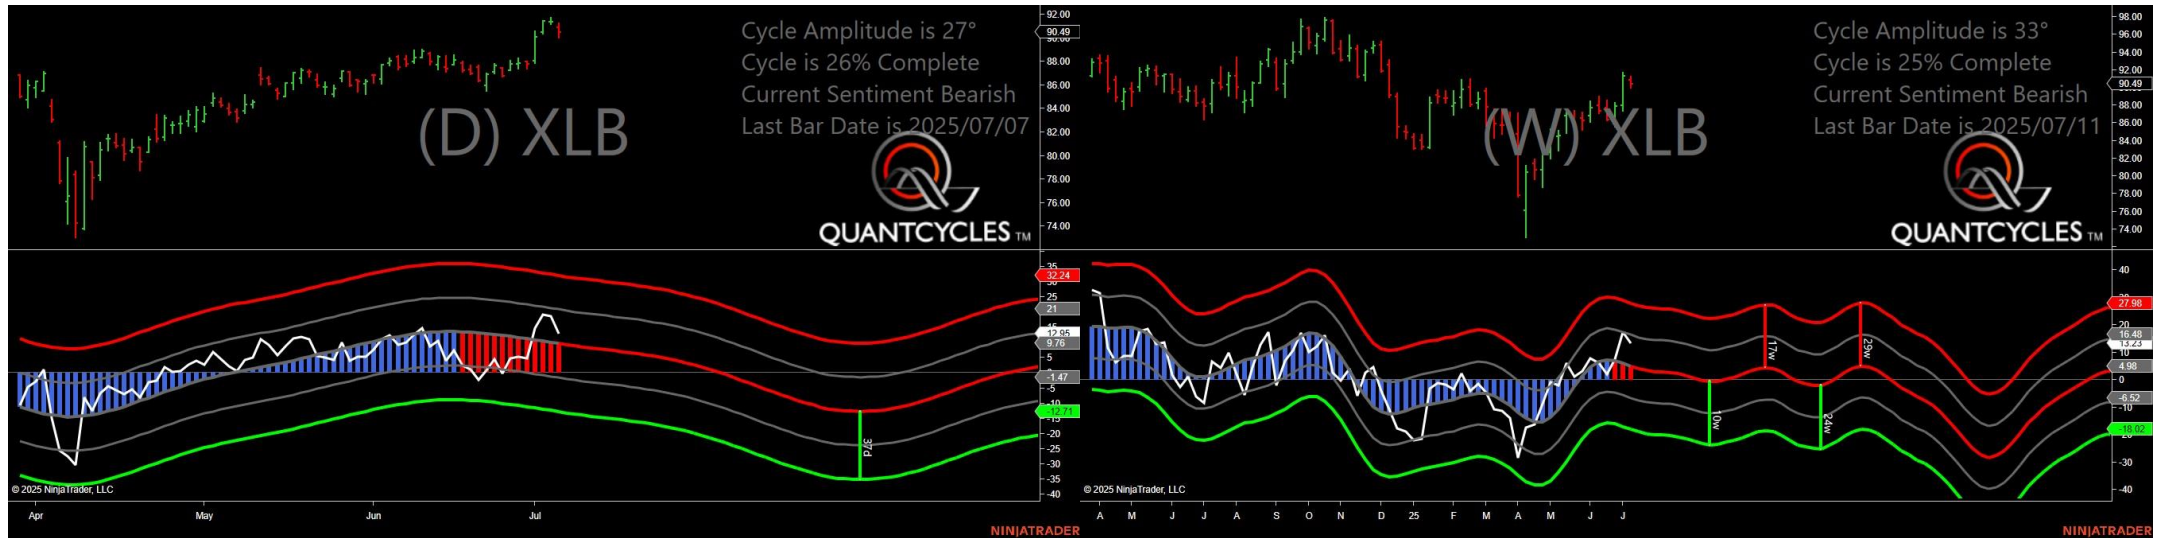 Cycle Amplitude is 27°
Cycle is 26% Complete
Current Sentiment Bearish
Last Bar Date is 2025/07/07
(D) XLB
QUANTCYCLES TM
92.00
90.49
88.00
86.00
84.00
82.00
80.00
78.00
76.00
74.00
35
32.24
25
21
12.95
9.76
5
-1.47
-5
-10
-12.71
-20
-25
-30
-35
-40
37d
© 2025 NinjaTrader, LLC
Apr May Jun Jul
NINJATRADER
Cycle Amplitude is 33°
Cycle is 25% Complete
Current Sentiment Bearish
Last Bar Date is 2025/07/11
(W) XLB
QUANTCYCLES TM
98.00
96.00
94.00
92.00
90.49
88.00
86.00
84.00
82.00
80.00
78.00
76.00
74.00
40
27.98
20
16.48
13.23
10
4.98
0
-6.52
-10
-18.02
-30
-40
10w
17w
24w
29w
© 2025 NinjaTrader, LLC
A M J J A S O N D 25 F M A M J J
NINJATRADER